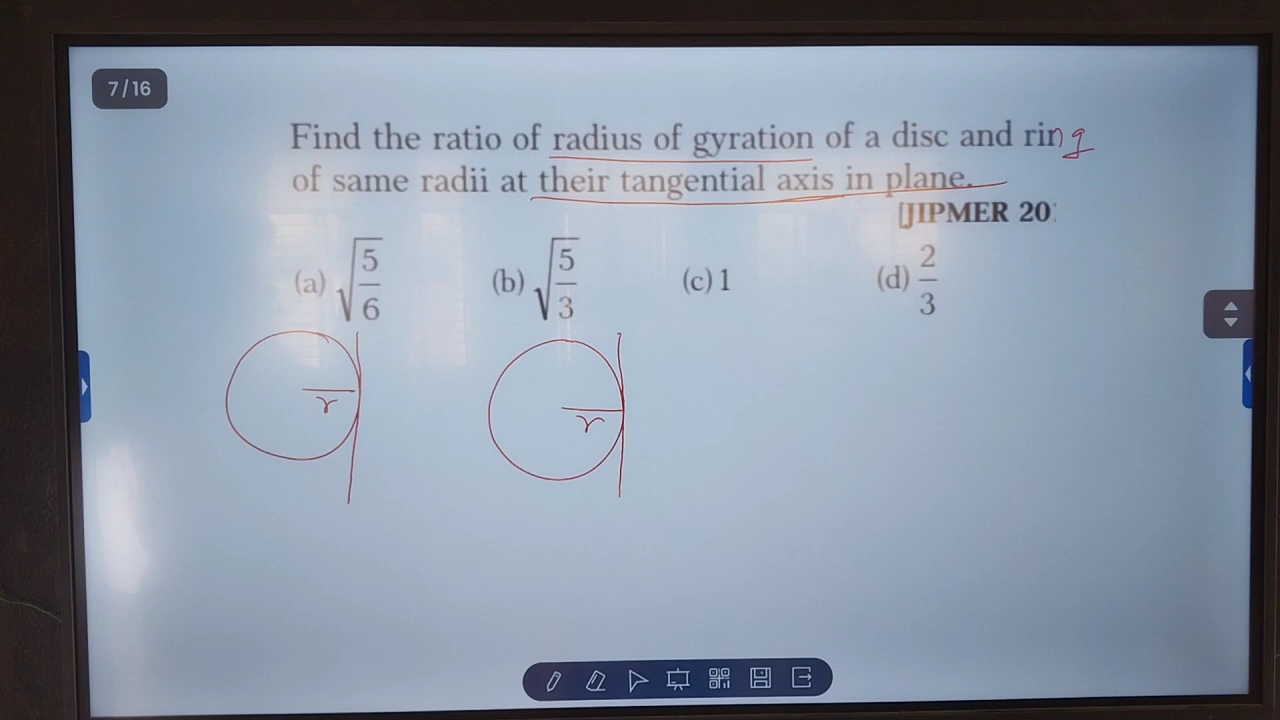 7/16
Find the ratio of radius of gyration of a disc and ring
of same radii at their tangential axis in plane.
[JIPMER 20
(a) √(5/6) (b) √(5/3) (c) 1 (d) 2/3
r r